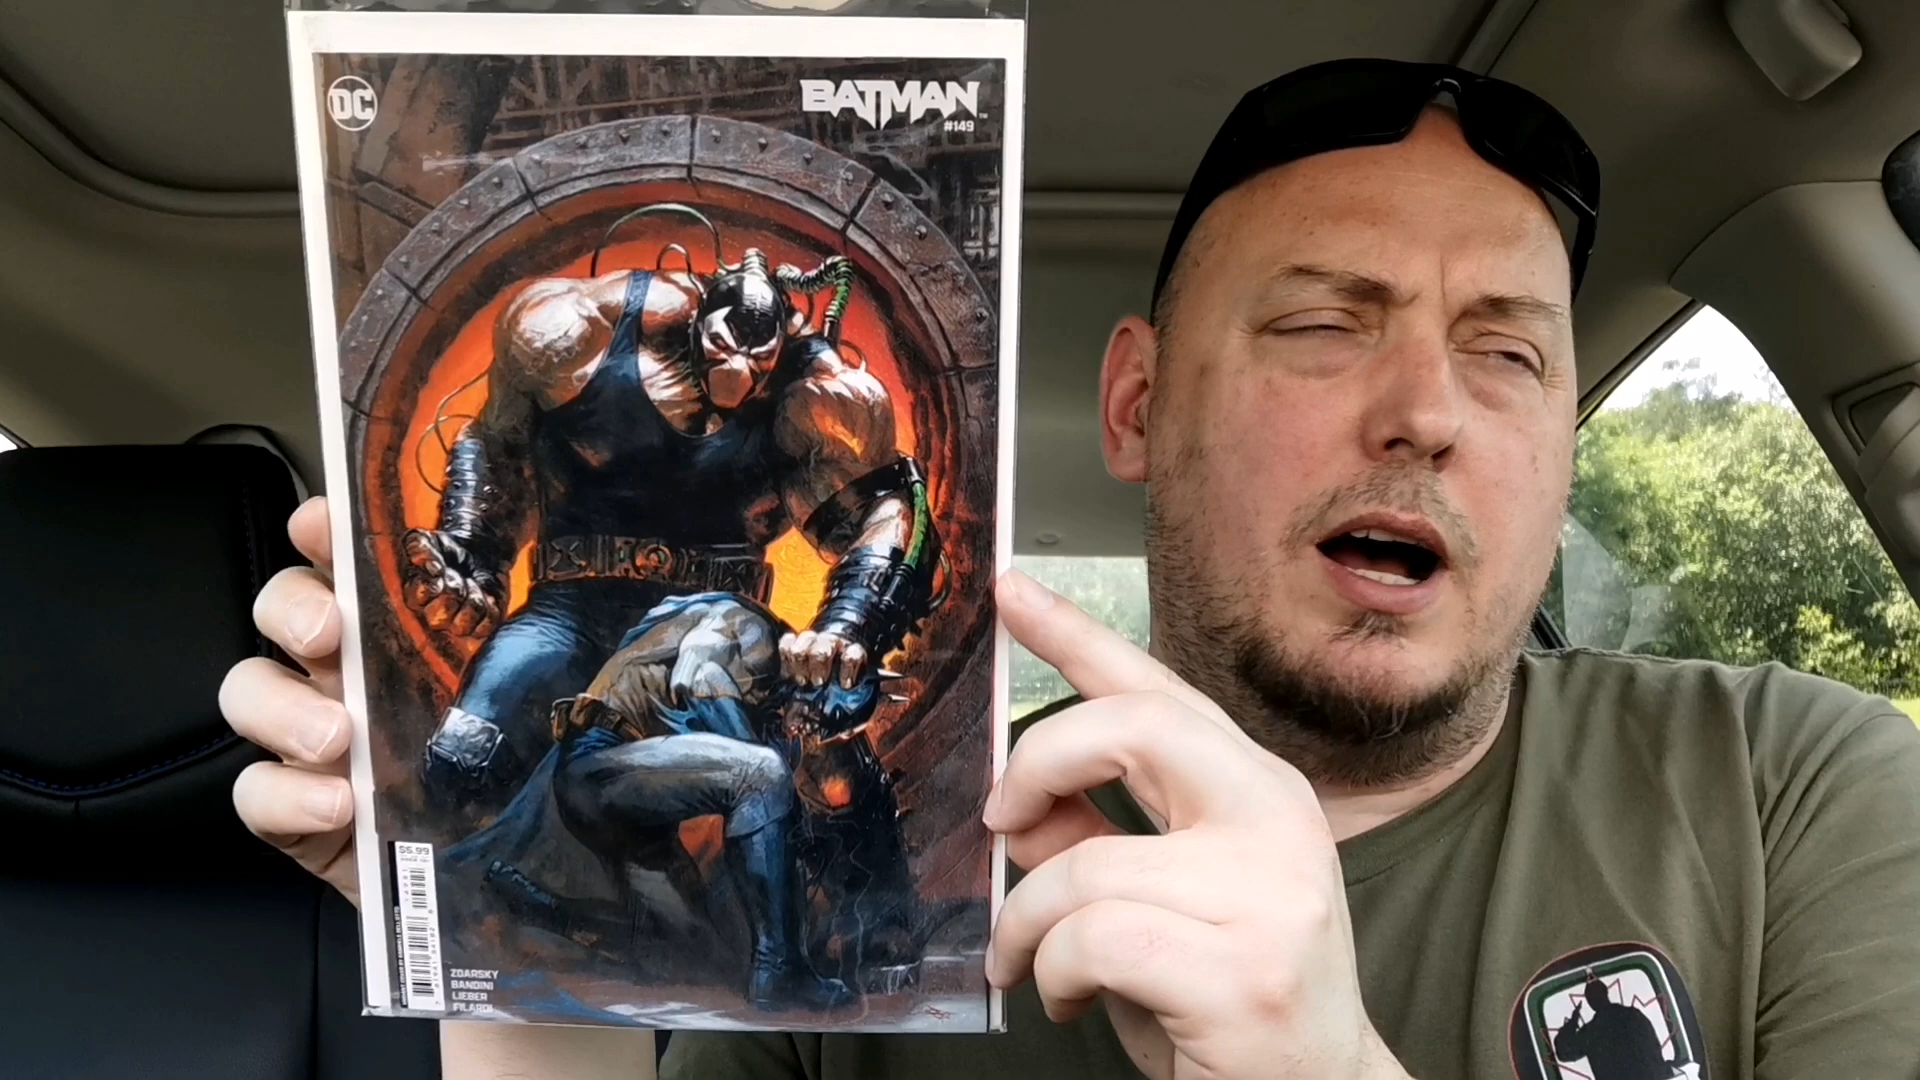 DC
BATMAN
#149
$5.99
ZDARSKY
BANDINI
LIEBER
FILARDI